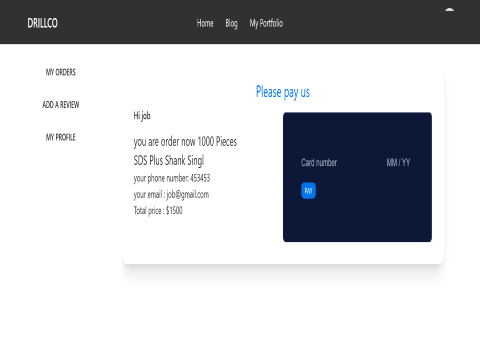 DRILLCO
Home Blog My Portfolio
MY ORDERS
ADD A REVIEW
MY PROFILE
Please pay us
Hi job
you are order now 1000 Pieces
SDS Plus Shank Singl
your phone number: 453453
your email : job@gmail.com
Total price : $1500
Card number MM / YY
PAY